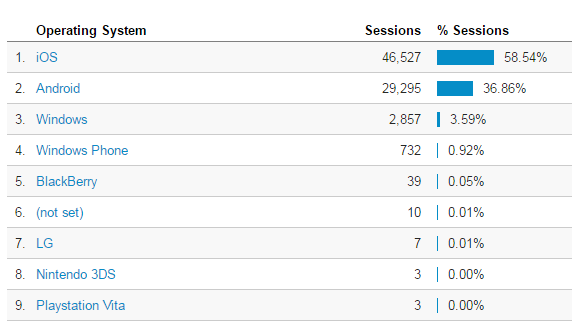 Operating System Sessions % Sessions
1. iOS 46,527 58.54%
2. Android 29,295 36.86%
3. Windows 2,857 3.59%
4. Windows Phone 732 0.92%
5. BlackBerry 39 0.05%
6. (not set) 10 0.01%
7. LG 7 0.01%
8. Nintendo 3DS 3 0.00%
9. Playstation Vita 3 0.00%